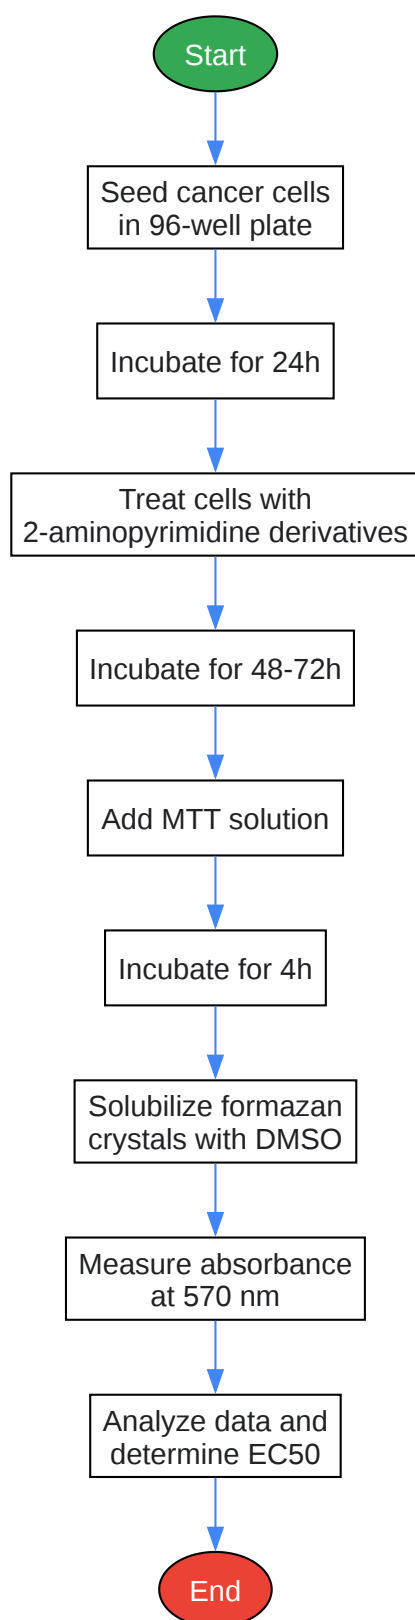 Start
Seed cancer cells
in 96-well plate
Incubate for 24h
Treat cells with
2-aminopyrimidine derivatives
Incubate for 48-72h
Add MTT solution
Incubate for 4h
Solubilize formazan
crystals with DMSO
Measure absorbance
at 570 nm
Analyze data and
determine EC50
End